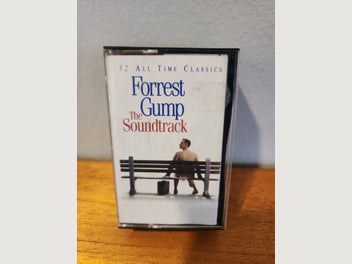 32 ALL TIME CLASSICS
Forrest
Gump
The
Soundtrack